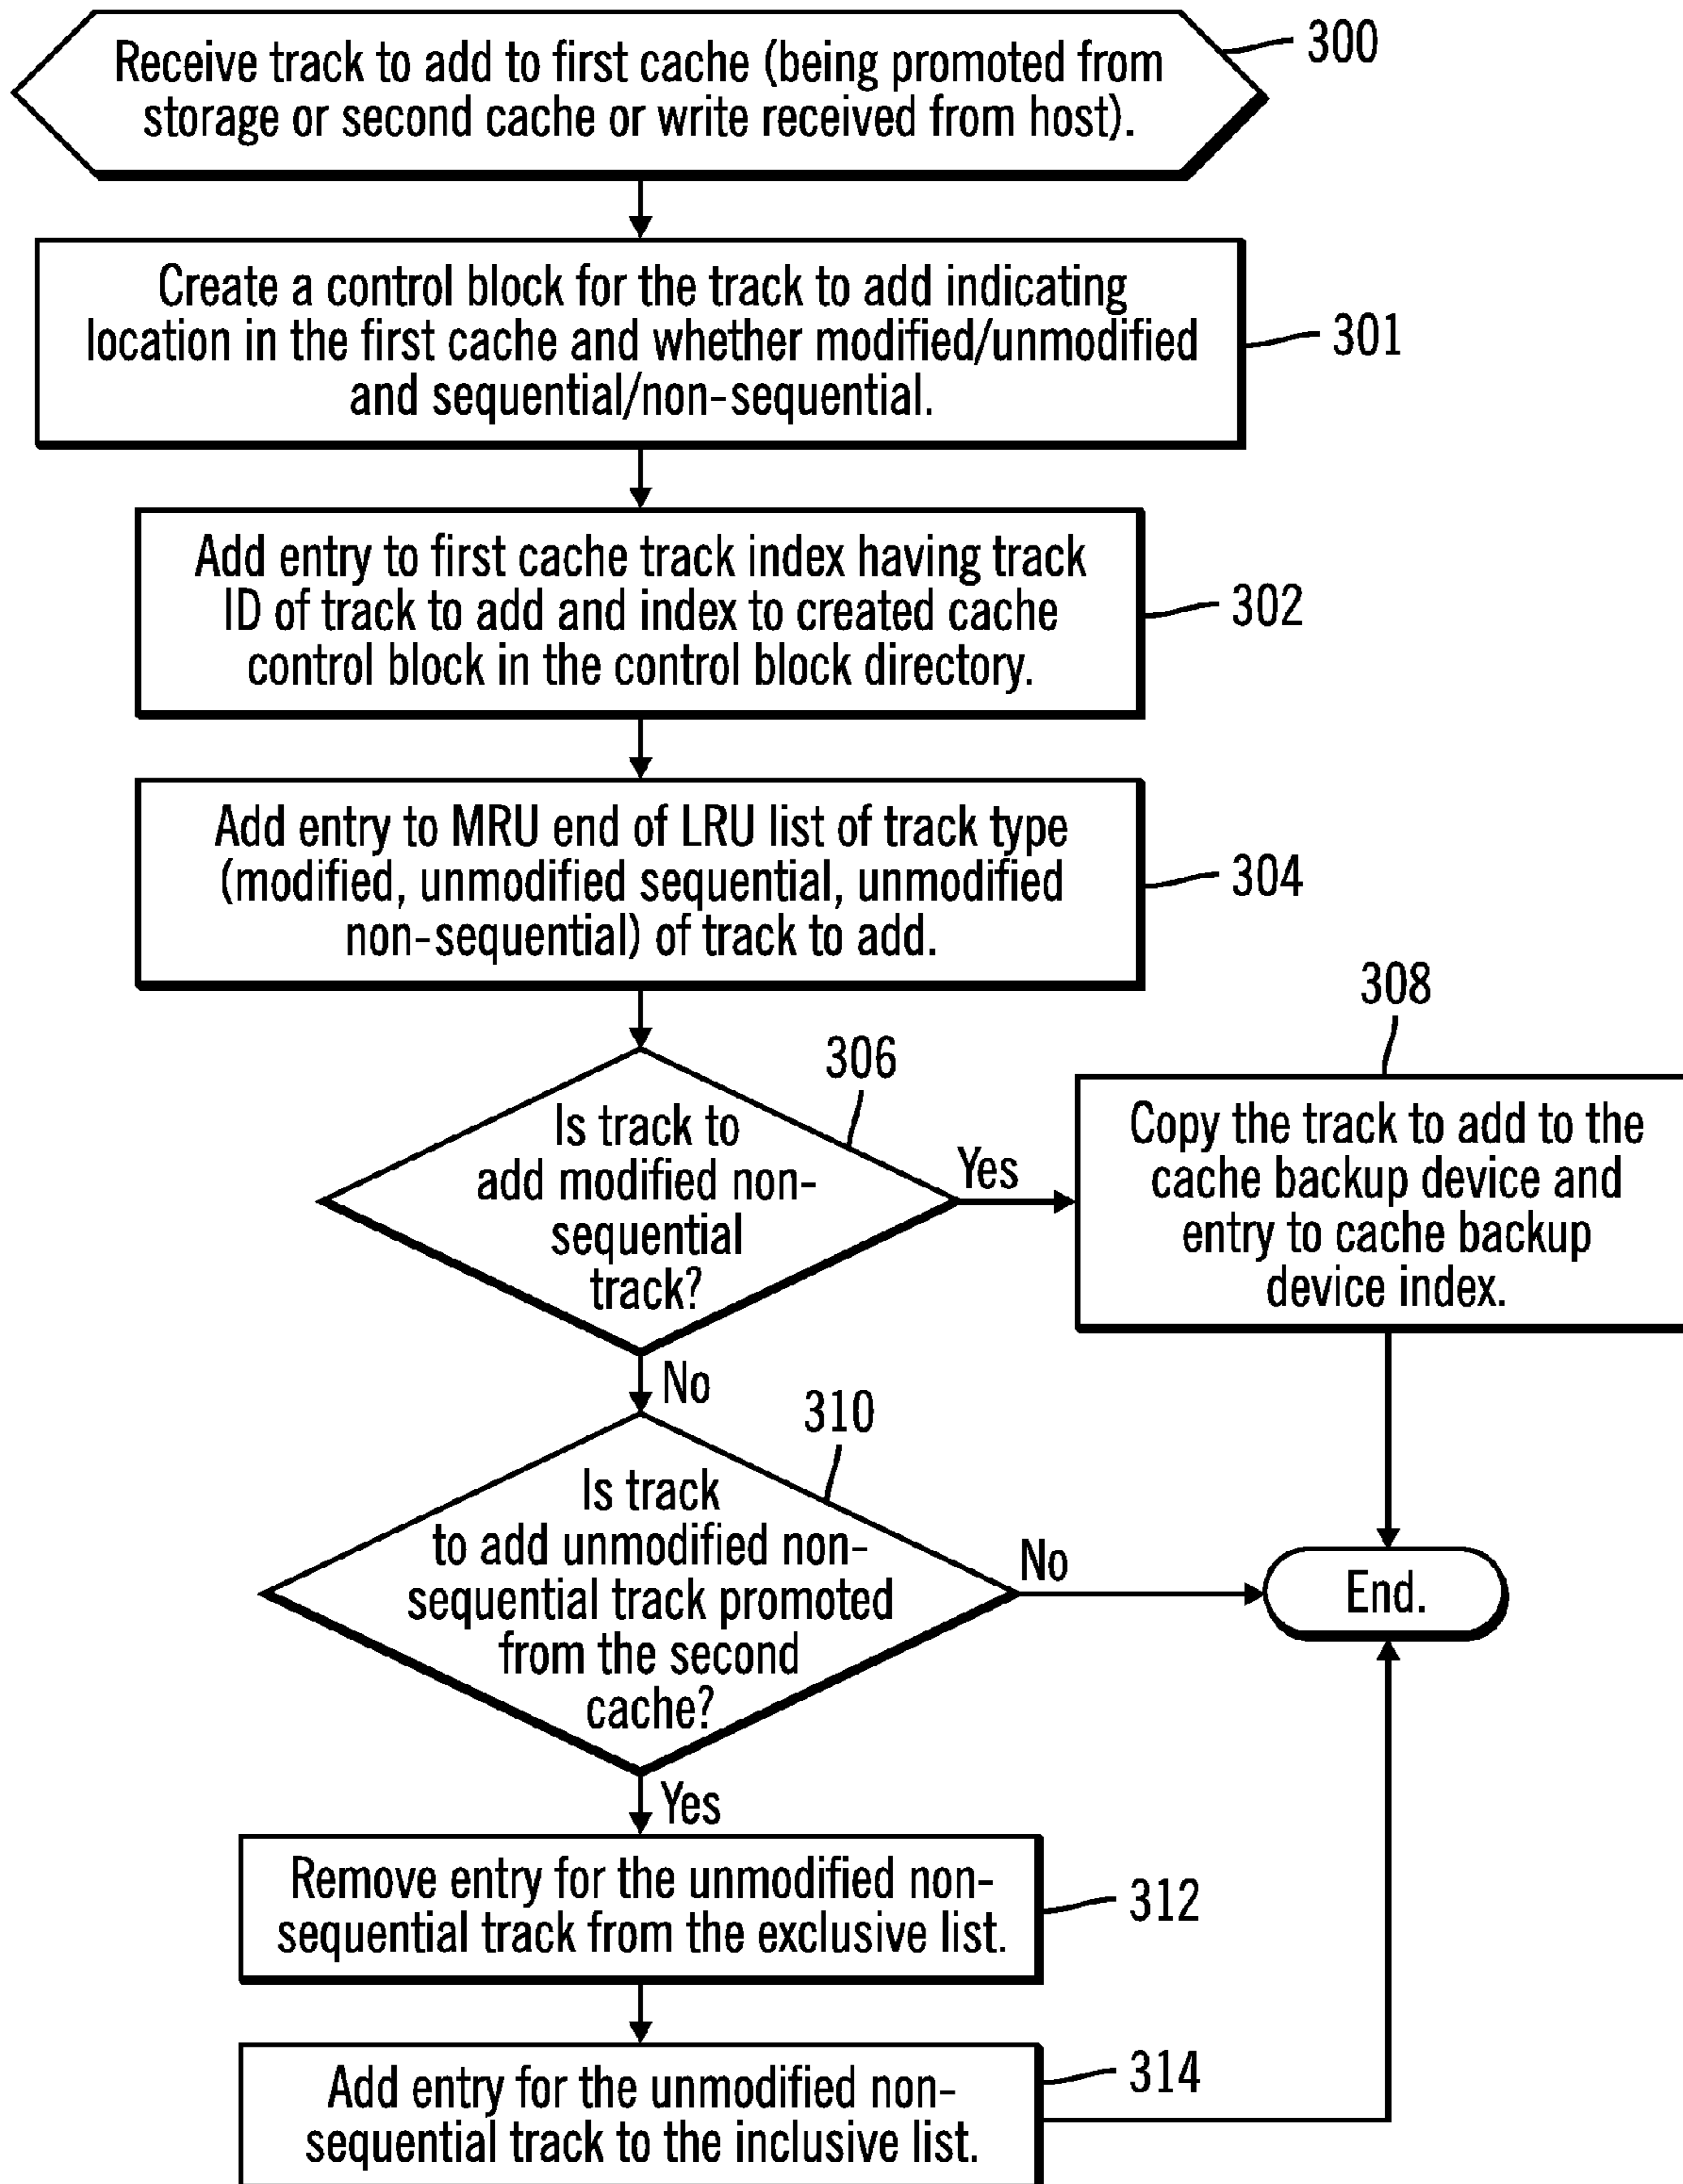 Receive track to add to first cache (being promoted from
storage or second cache or write received from host).
300
Create a control block for the track to add indicating
location in the first cache and whether modified/unmodified
and sequential/non-sequential.
301
Add entry to first cache track index having track
ID of track to add and index to created cache
control block in the control block directory.
302
Add entry to MRU end of LRU list of track type
(modified, unmodified sequential, unmodified
non-sequential) of track to add.
304
306
Is track to
add modified non-
sequential
track?
Yes
No
308
Copy the track to add to the
cache backup device and
entry to cache backup
device index.
310
Is track
to add unmodified non-
sequential track promoted
from the second
cache?
No
End.
Yes
Remove entry for the unmodified non-
sequential track from the exclusive list.
312
Add entry for the unmodified non-
sequential track to the inclusive list.
314